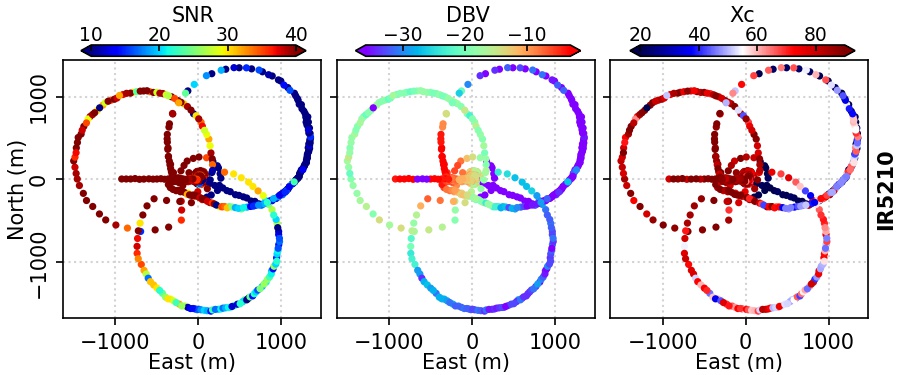 SNR
10 20 30 40
DBV
−30 −20 −10
Xc
20 40 60 80
North (m)
1000
0
−1000
−1000 0 1000
East (m)
−1000 0 1000
East (m)
−1000 0 1000
East (m)
IR5210